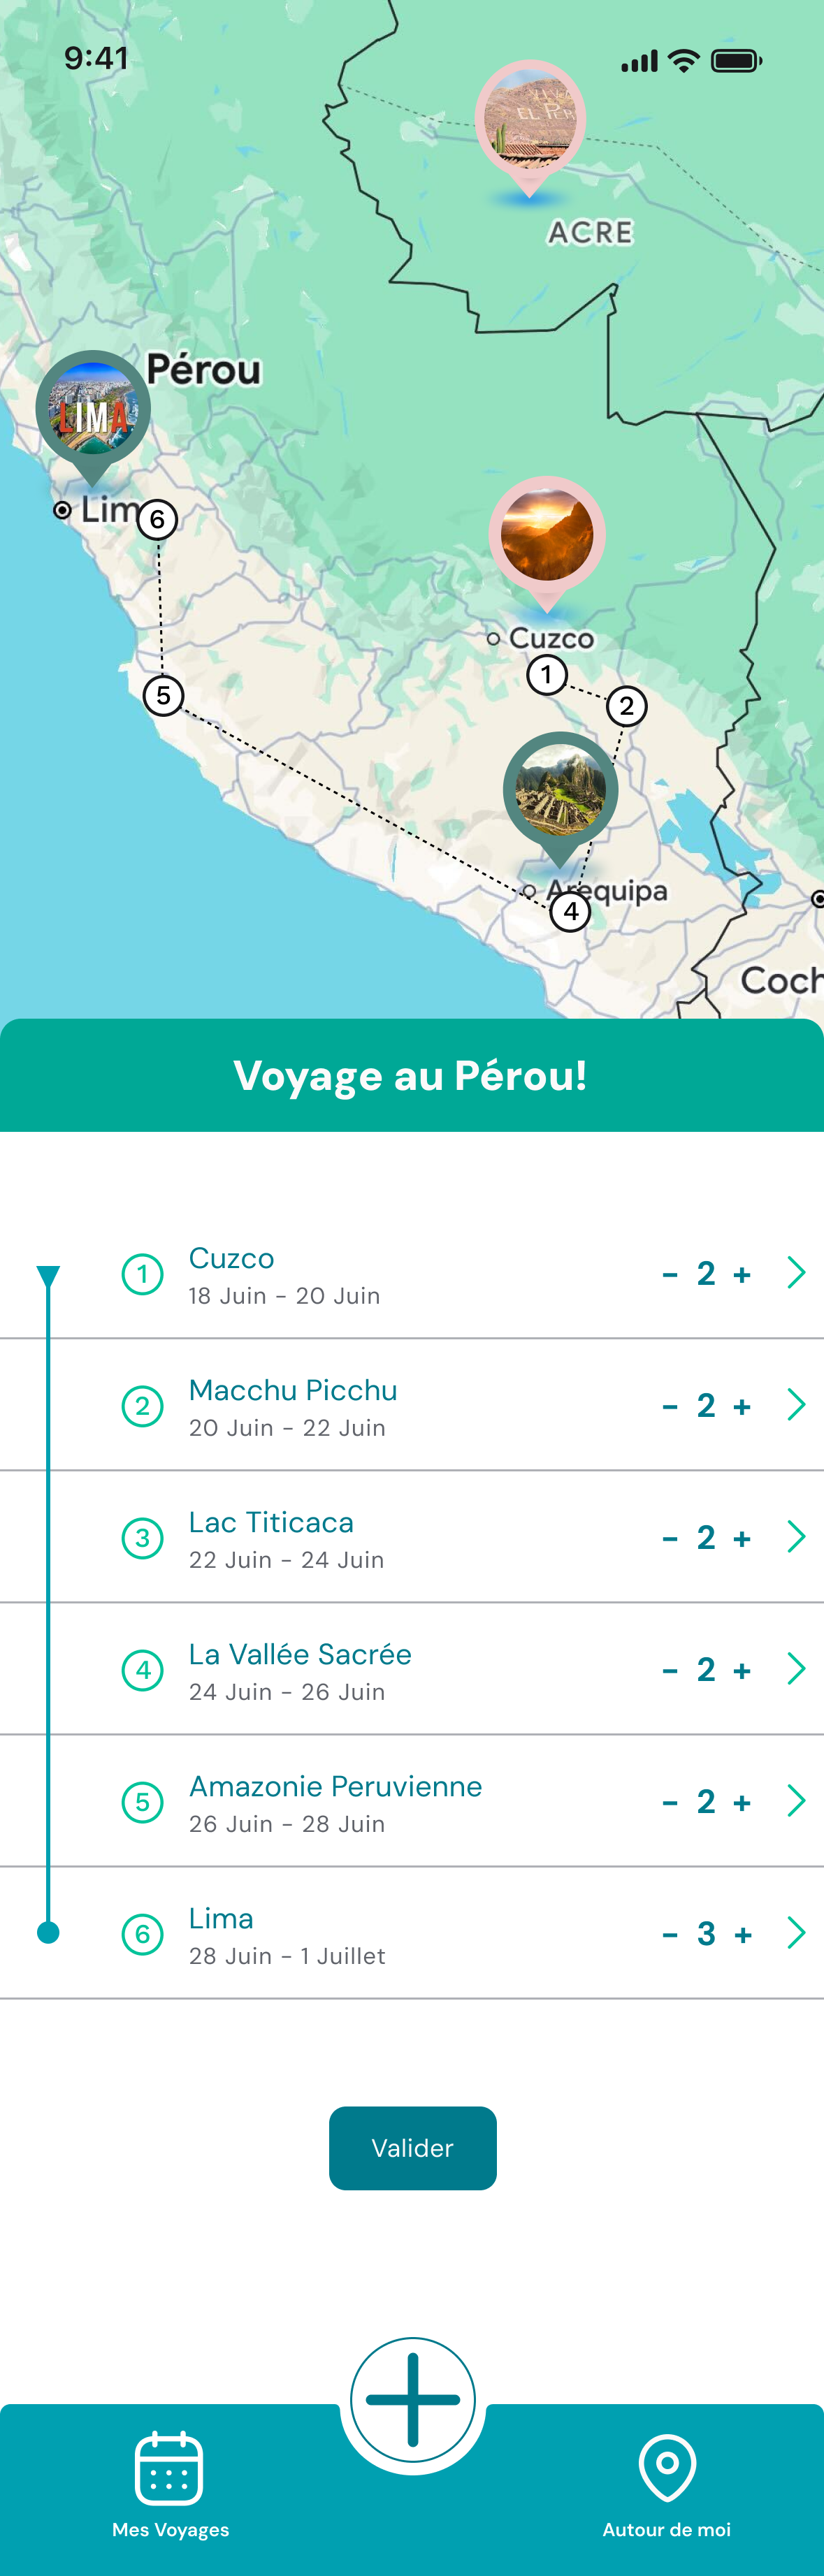 9:41
EL PER
ACRE
Pérou
LIMA
Lim
6
Cuzco
1
5
2
Arequipa
4
Coch
Voyage au Pérou!
1 Cuzco - 2 +
18 Juin - 20 Juin
2 Macchu Picchu - 2 +
20 Juin - 22 Juin
3 Lac Titicaca - 2 +
22 Juin - 24 Juin
4 La Vallée Sacrée - 2 +
24 Juin - 26 Juin
5 Amazonie Peruvienne - 2 +
26 Juin - 28 Juin
6 Lima - 3 +
28 Juin - 1 Juillet
Valider
Mes Voyages
Autour de moi